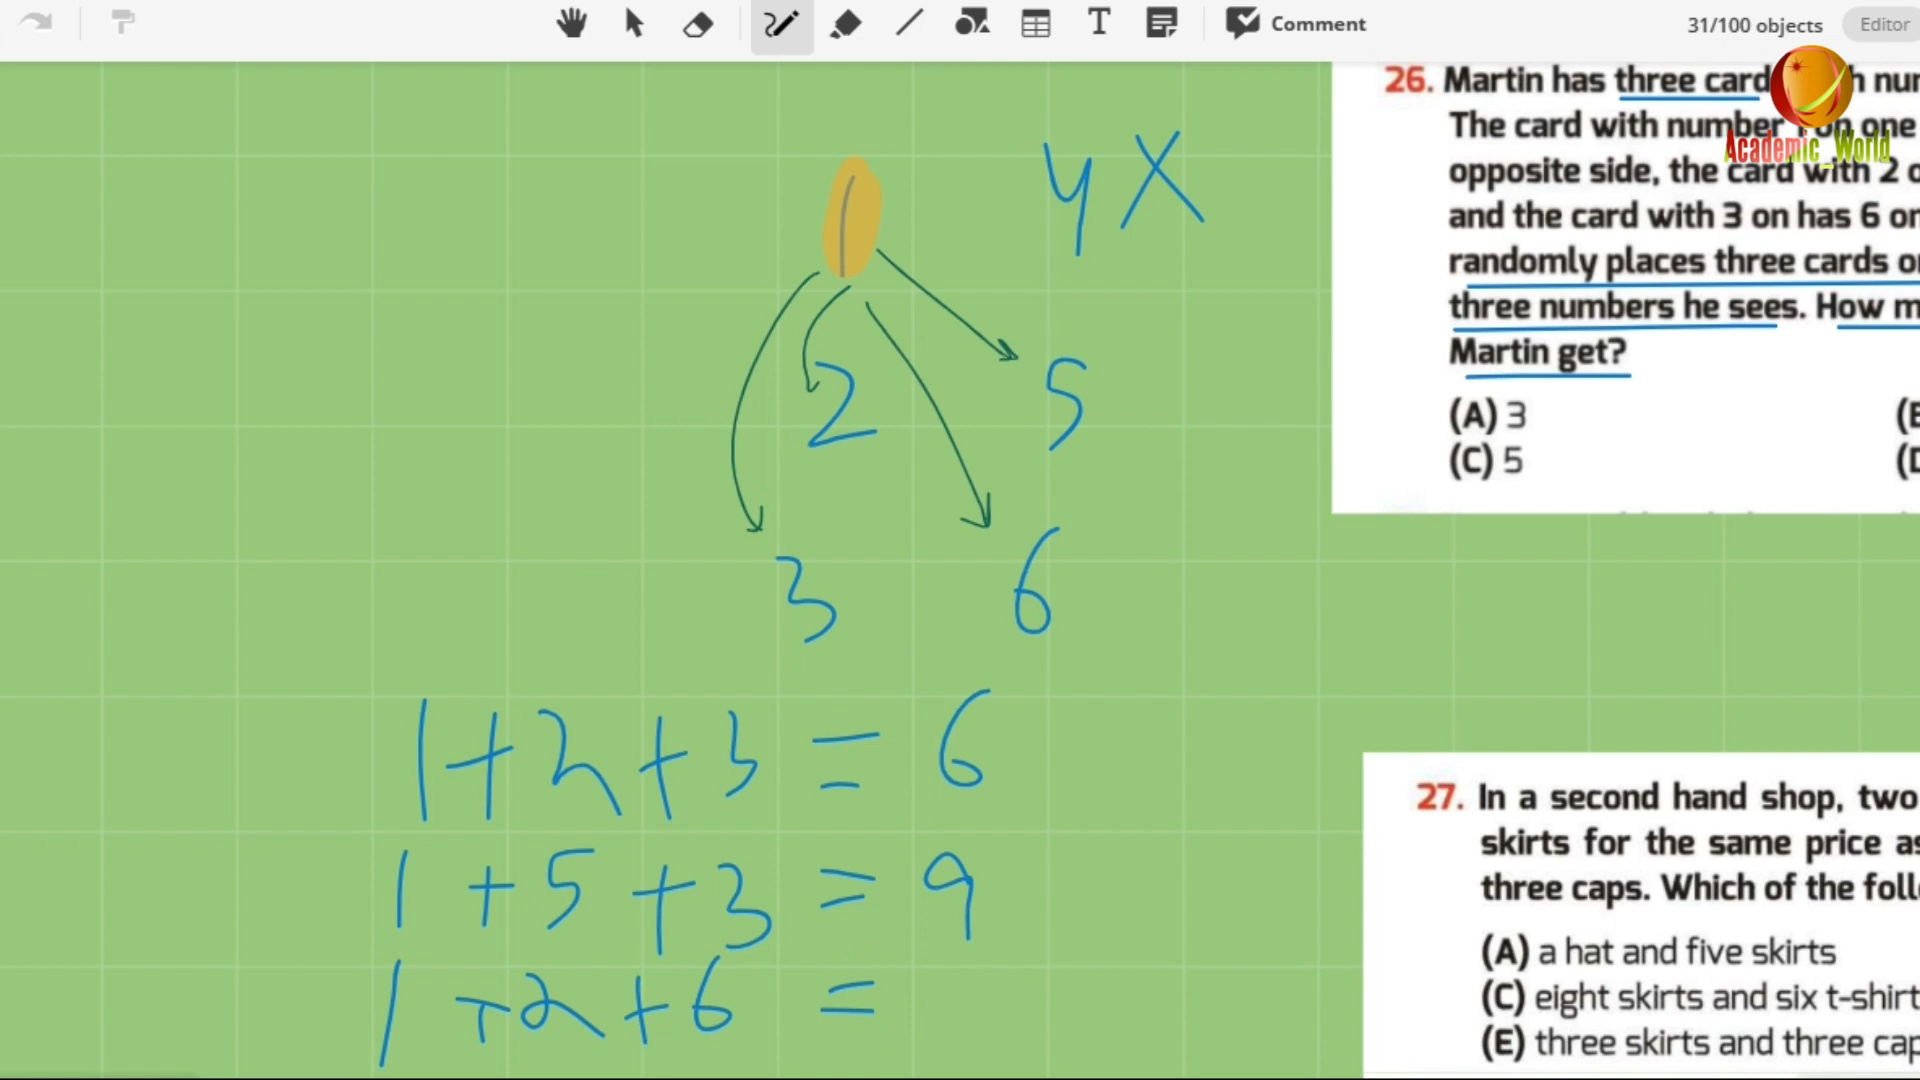 Comment
31/100 objects
Editor
Academic_World
4 X
1
2 5
3 6
1 + 2 + 3 = 6
1 + 5 + 3 = 9
1 + 2 + 6 =
26. Martin has three card
The card with number 1 on one
opposite side, the card with 2
and the card with 3 on has 6
randomly places three cards
three numbers he sees. How
Martin get?
(A) 3
(C) 5
27. In a second hand shop, two
skirts for the same price as
three caps. Which of the
(A) a hat and five skirts
(C) eight skirts and six
(E) three skirts and three